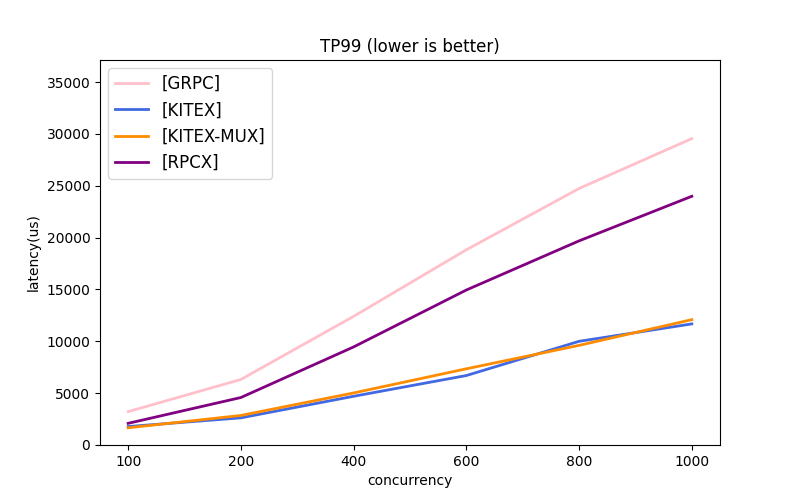 TP99 (lower is better)
[GRPC]
[KITEX]
[KITEX-MUX]
[RPCX]
latency(us)
35000
30000
25000
20000
15000
10000
5000
0
100 200 400 600 800 1000
concurrency